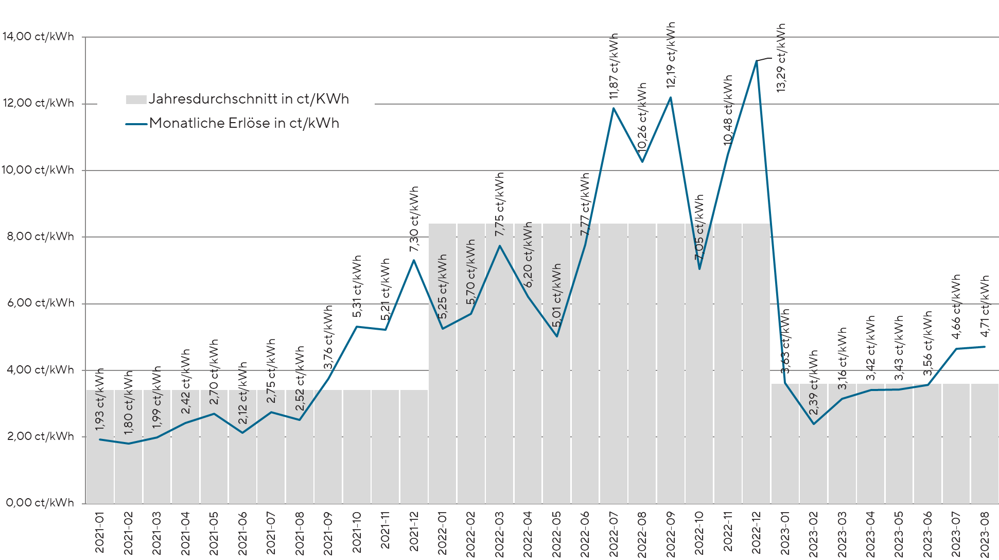 14,00 ct/kWh
12,00 ct/kWh
10,00 ct/kWh
8,00 ct/kWh
6,00 ct/kWh
4,00 ct/kWh
2,00 ct/kWh
0,00 ct/kWh
Jahresdurchschnitt in ct/KWh
Monatliche Erlöse in ct/kWh
1,93 ct/kWh
1,80 ct/kWh
1,99 ct/kWh
2,42 ct/kWh
2,70 ct/kWh
2,12 ct/kWh
2,75 ct/kWh
2,52 ct/kWh
3,76 ct/kWh
5,31 ct/kWh
5,21 ct/kWh
7,30 ct/kWh
5,25 ct/kWh
5,70 ct/kWh
7,75 ct/kWh
6,20 ct/kWh
5,01 ct/kWh
7,77 ct/kWh
11,87 ct/kWh
10,26 ct/kWh
12,19 ct/kWh
7,05 ct/kWh
10,48 ct/kWh
13,29 ct/kWh
3,63 ct/kWh
2,39 ct/kWh
3,16 ct/kWh
3,42 ct/kWh
3,43 ct/kWh
3,56 ct/kWh
4,66 ct/kWh
4,71 ct/kWh
2021-01
2021-02
2021-03
2021-04
2021-05
2021-06
2021-07
2021-08
2021-09
2021-10
2021-11
2021-12
2022-01
2022-02
2022-03
2022-04
2022-05
2022-06
2022-07
2022-08
2022-09
2022-10
2022-11
2022-12
2023-01
2023-02
2023-03
2023-04
2023-05
2023-06
2023-07
2023-08